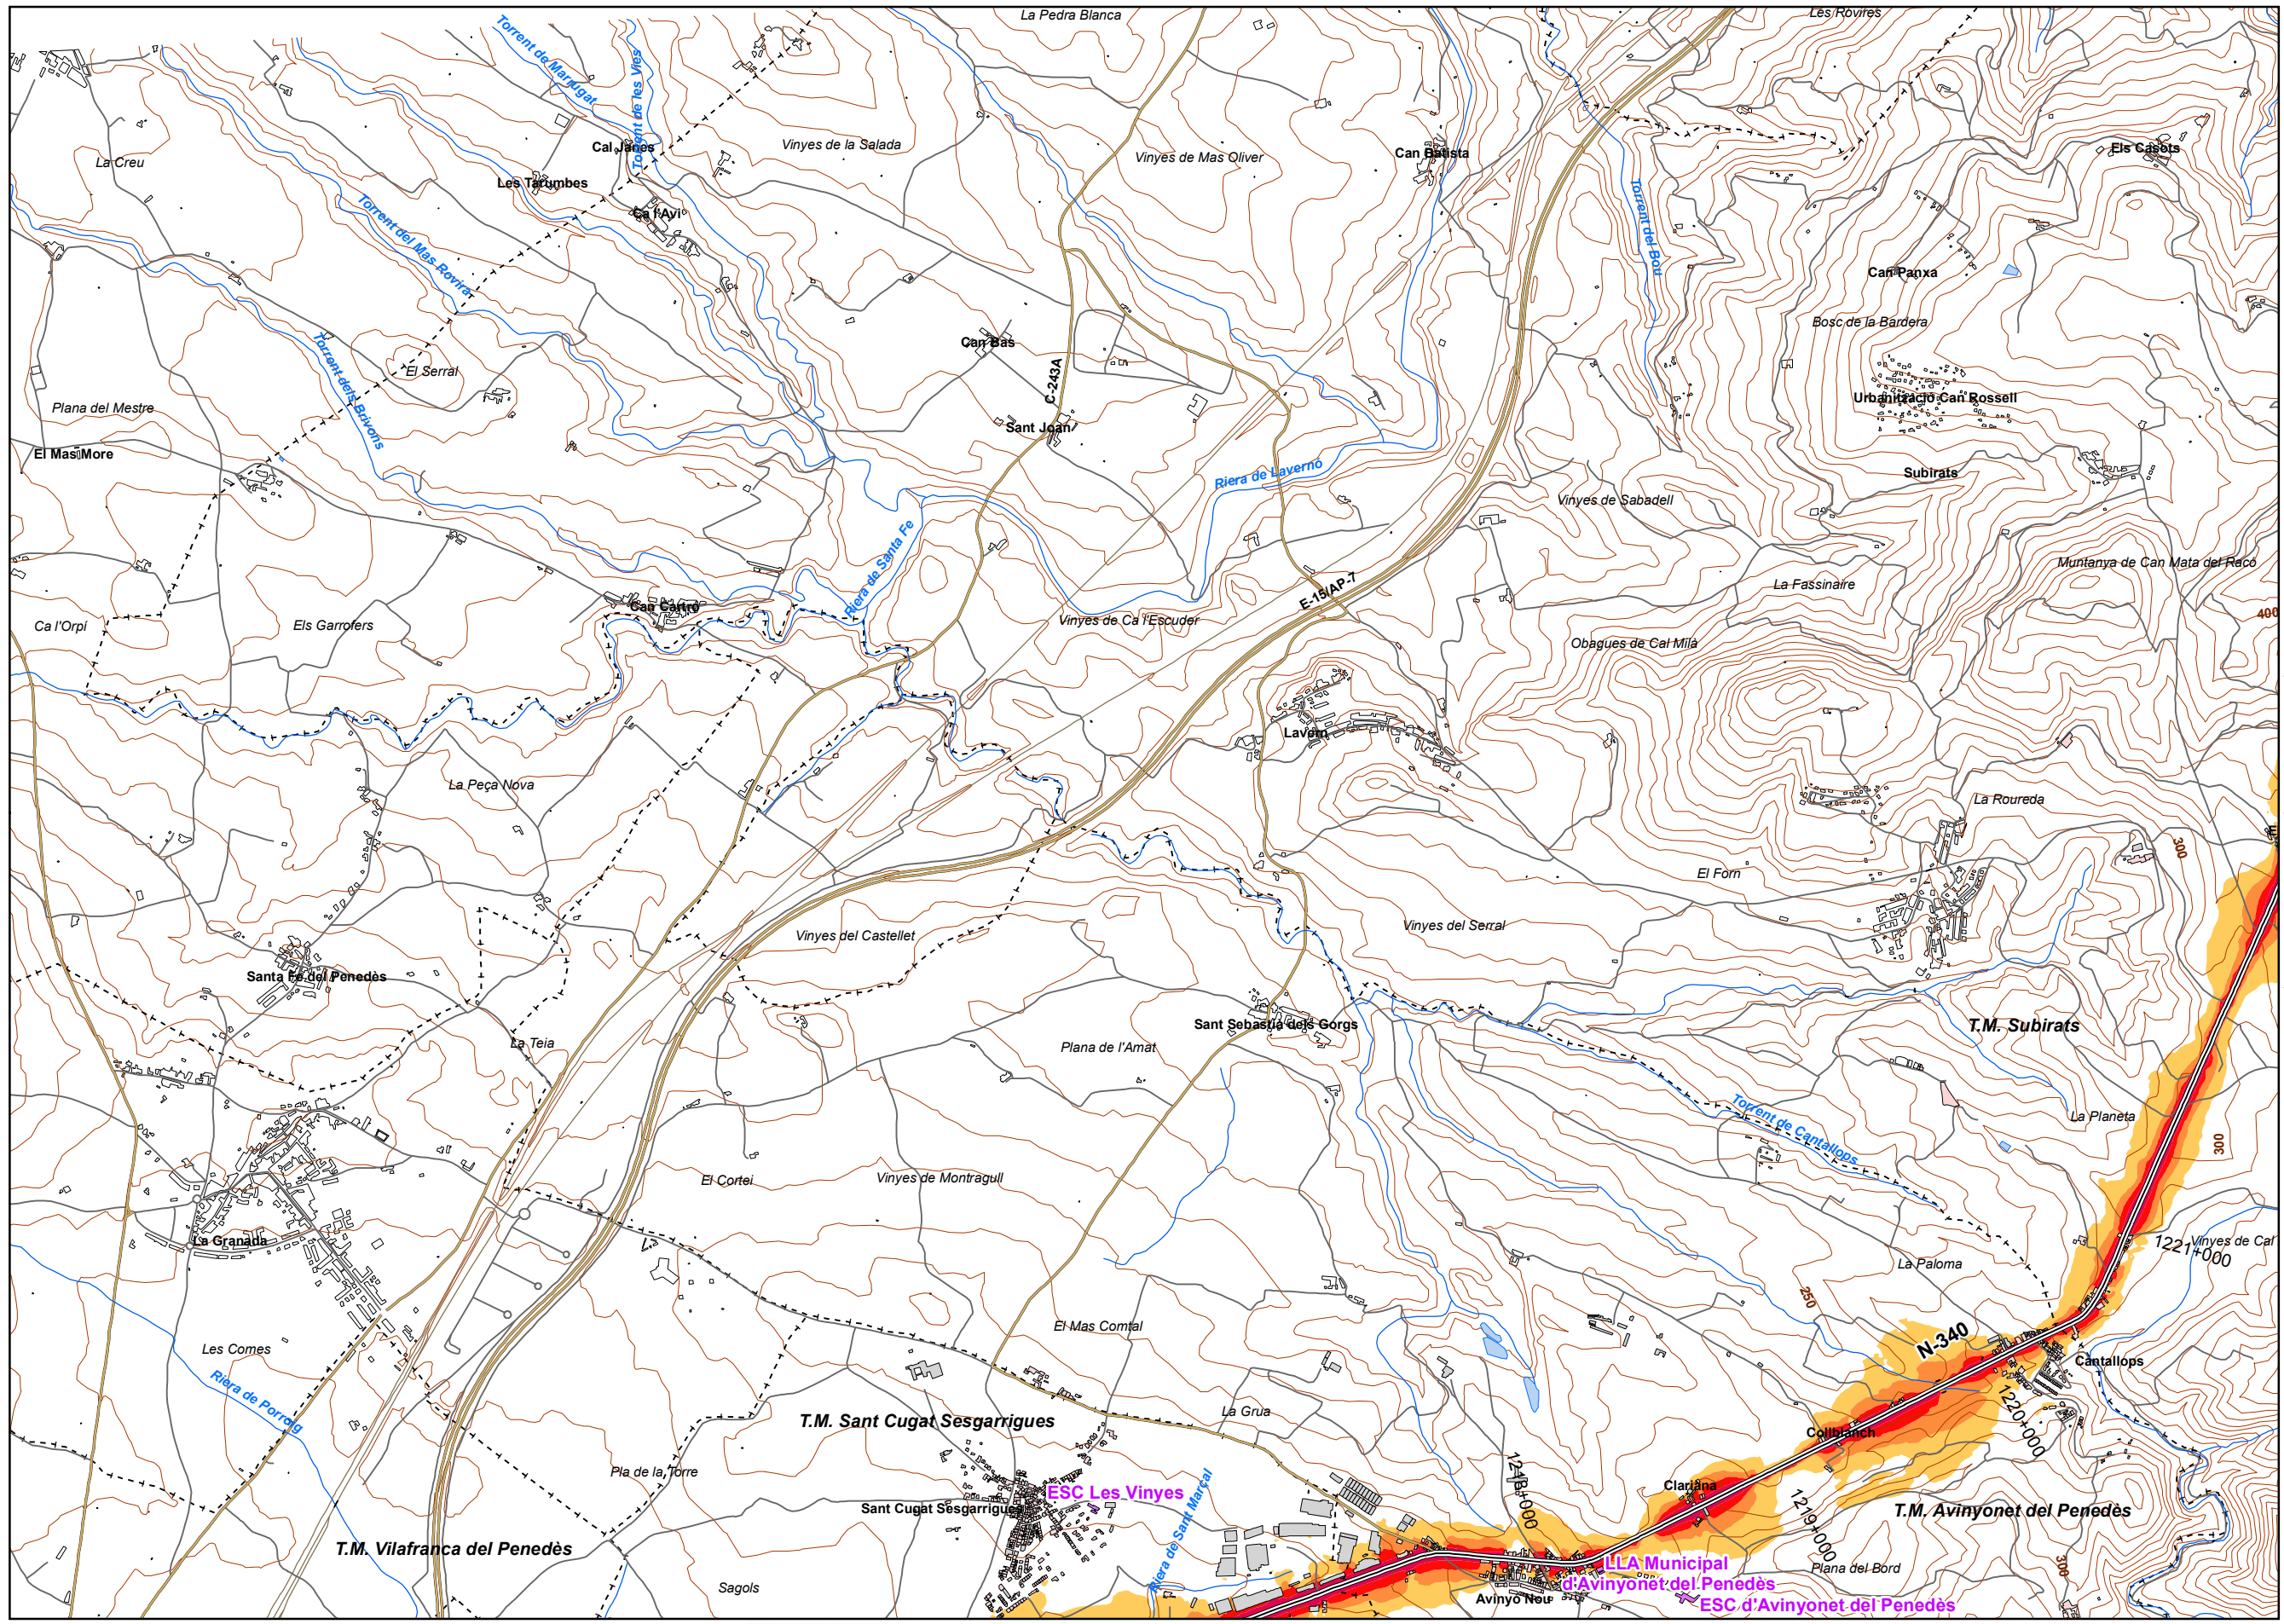 La Pedra Blanca
Les Rovires
Torrent de Marrugat
Torrent de les Vies
Cal Janes
Vinyes de la Salada
Vinyes de Mas Oliver
Can Batista
Els Casots
La Creu
Les Tarumbes
Ca l'Avi
Torrent del Mas Rovira
Torrent del Bou
Can Panxa
Bosc de la Bardera
Torrent dels Brivons
Can Bas
C-243A
El Serral
Plana del Mestre
Urbanització Can Rossell
Sant Joan
El Mas More
Riera de Lavernó
Subirats
Vinyes de Sabadell
Riera de Santa Fe
Muntanya de Can Mata del Racó
La Fassinaire
E-15/AP-7
Can Cartró
400
Ca l'Orpí
Els Garrofers
Vinyes de Ca l'Escuder
Obagues de Cal Milà
Lavern
La Peça Nova
La Roureda
300
El Forn
Vinyes del Castellet
Vinyes del Serral
Santa Fe del Penedès
Sant Sebastià dels Gorgs
T.M. Subirats
La Teia
Plana de l'Amat
Torrent de Cantallops
La Planeta
300
El Cortei
Vinyes de Montragull
La Granada
1221+000
Vinyes de Cal
La Paloma
250
El Mas Comtal
N-340
Les Comes
Cantallops
Riera de Porroig
1220+000
La Grua
T.M. Sant Cugat Sesgarrigues
Collblanch
Pla de la Torre
Clariana
ESC Les Vinyes
1218+000
1219+000
Sant Cugat Sesgarrigues
T.M. Avinyonet del Penedès
Riera de Sant Marçal
T.M. Vilafranca del Penedès
LLA Municipal
d'Avinyonet del Penedès
Plana del Bord
300
Sagols
Avinyó Nou
ESC d'Avinyonet del Penedès